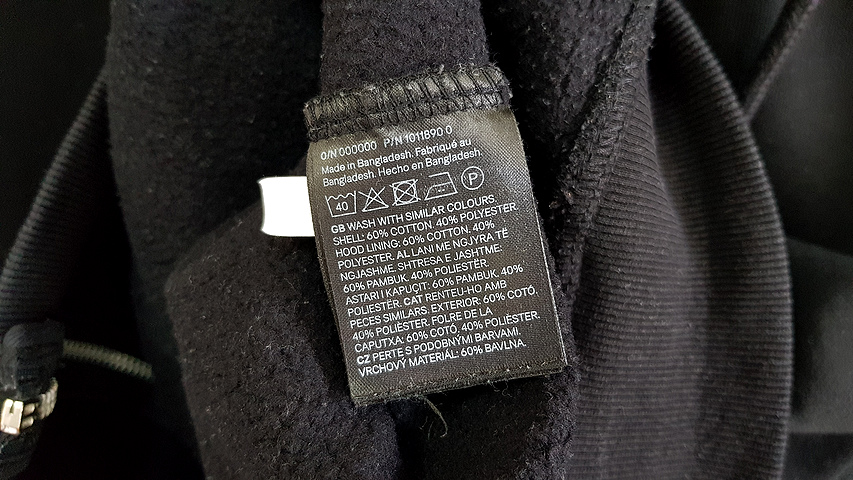 O/N 000000 P/N 1011890 0
Made in Bangladesh. Fabriqué au
Bangladesh. Hecho en Bangladesh.
40 P
GB WASH WITH SIMILAR COLOURS.
SHELL: 60% COTTON. 40% POLYESTER.
HOOD LINING: 60% COTTON. 40%
POLYESTER. AL LANI ME NGJYRA TË
NGJASHME. SHTRESA E JASHTME:
60% PAMBUK. 40% POLIESTËR.
ASTARI I KAPUÇIT: 60% PAMBUK. 40%
POLIESTËR. CAT RENTEU-HO AMB
PECES SIMILARS. EXTERIOR: 60% COTÓ.
40% POLIÈSTER. FOLRE DE LA
CAPUTXA: 60% COTÓ. 40% POLIÈSTER.
CZ PERTE S PODOBNÝMI BARVAMI.
VRCHOVÝ MATERIÁL: 60% BAVLNA.